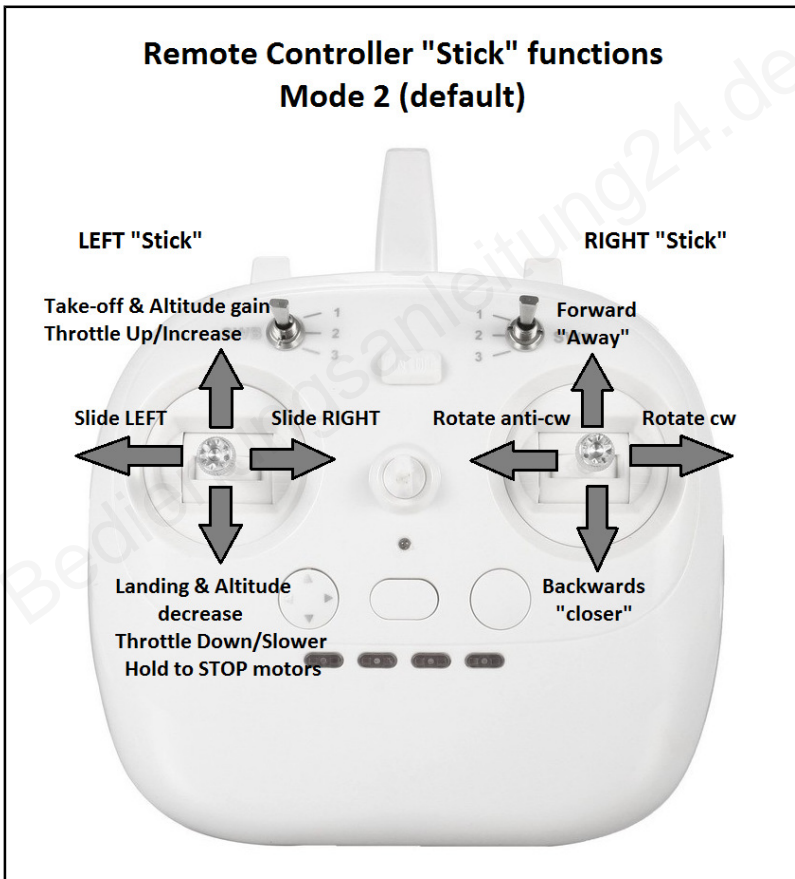 Remote Controller "Stick" functions
Mode 2 (default)
LEFT "Stick"
RIGHT "Stick"
Take-off & Altitude gain
Throttle Up/Increase
Forward
"Away"
1
2
3
1
2
3
Slide LEFT
Slide RIGHT
Rotate anti-cw
Rotate cw
Landing & Altitude
decrease
Throttle Down/Slower
Hold to STOP motors
Backwards
"closer"
Bedienungsanleitung24.de